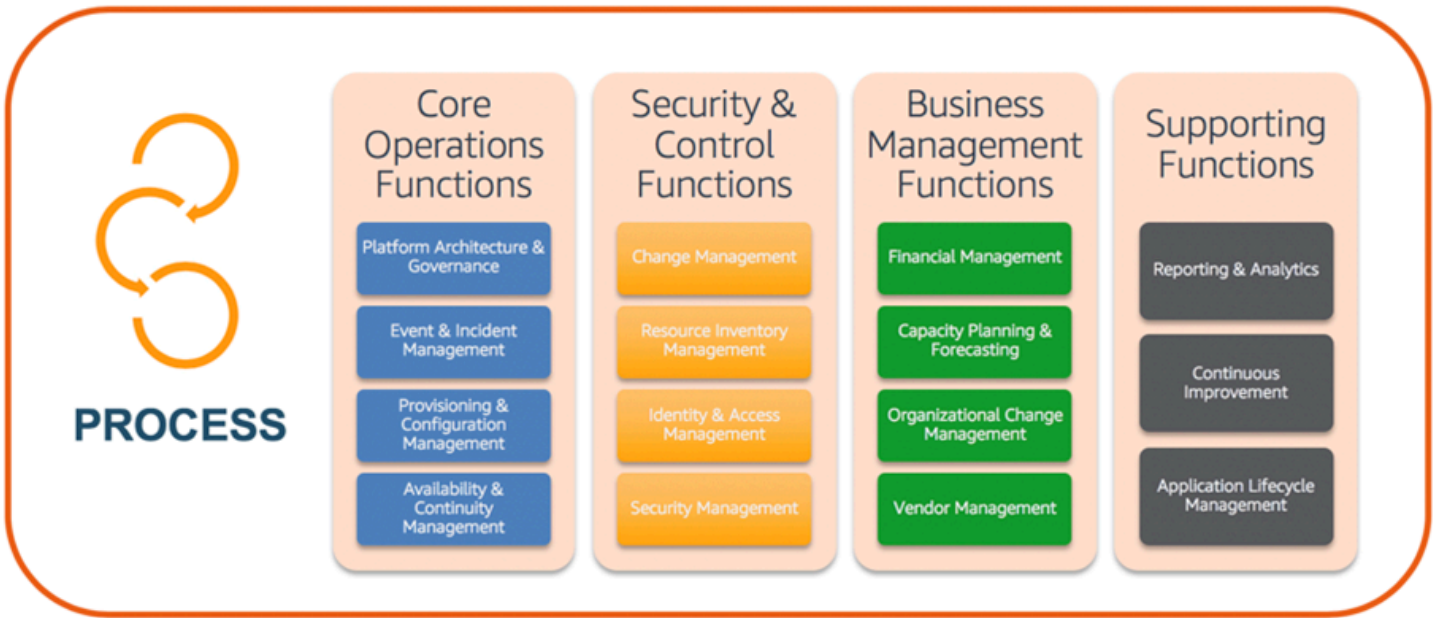 PROCESS
Core
Operations
Functions
Platform Architecture &
Governance
Event & Incident
Management
Provisioning &
Configuration
Management
Availability &
Continuity
Management
Security &
Control
Functions
Change Management
Resource Inventory
Management
Identity & Access
Management
Security Management
Business
Management
Functions
Financial Management
Capacity Planning &
Forecasting
Organizational Change
Management
Vendor Management
Supporting
Functions
Reporting & Analytics
Continuous
Improvement
Application Lifecycle
Management